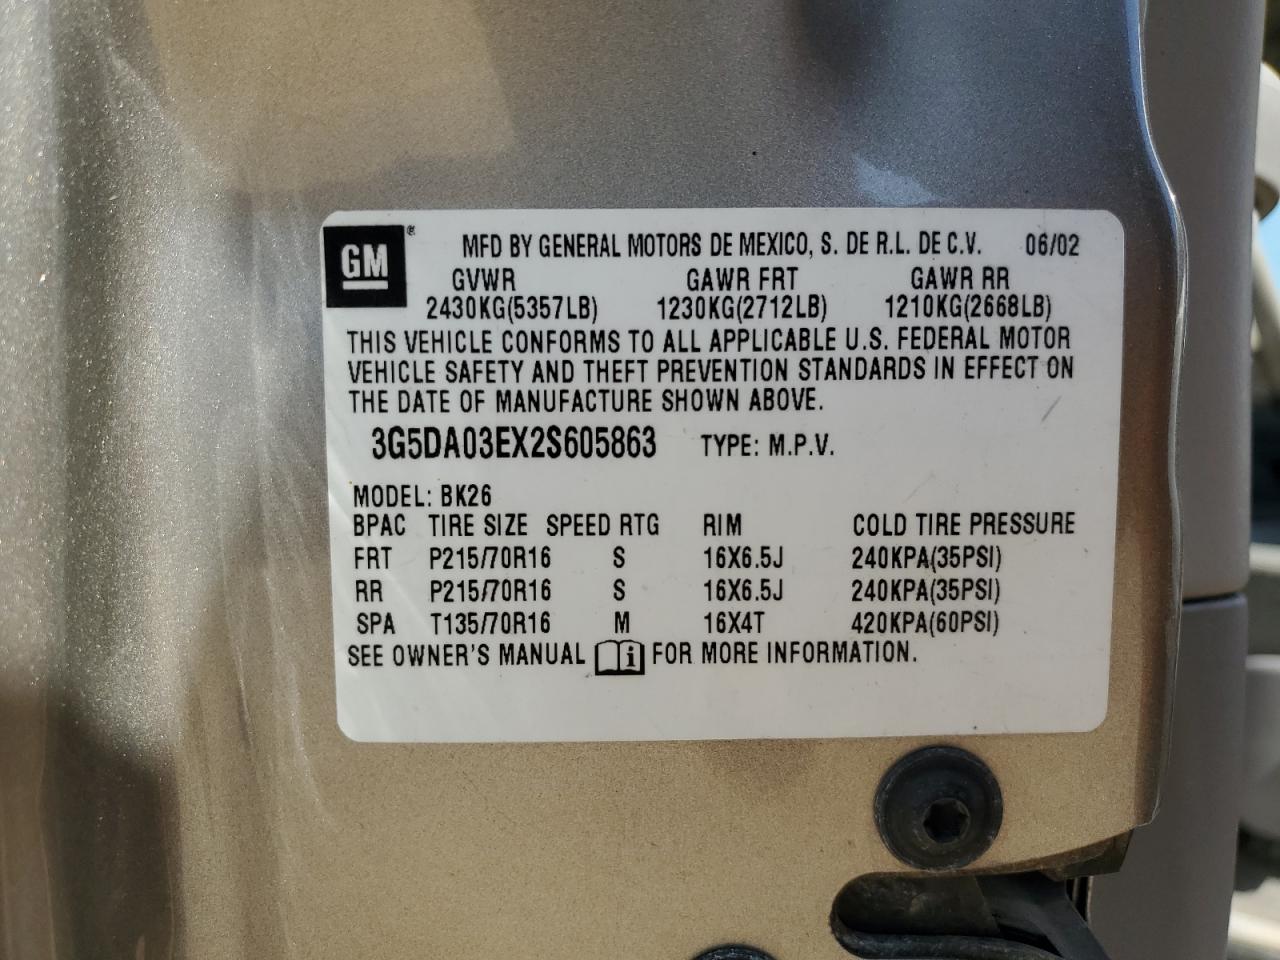 GM® MFD BY GENERAL MOTORS DE MEXICO, S. DE R.L. DE C.V. 06/02
GVWR GAWR FRT GAWR RR
2430KG(5357LB) 1230KG(2712LB) 1210KG(2668LB)
THIS VEHICLE CONFORMS TO ALL APPLICABLE U.S. FEDERAL MOTOR
VEHICLE SAFETY AND THEFT PREVENTION STANDARDS IN EFFECT ON
THE DATE OF MANUFACTURE SHOWN ABOVE.
3G5DA03EX2S605863 TYPE: M.P.V.
MODEL: BK26
BPAC TIRE SIZE SPEED RTG RIM COLD TIRE PRESSURE
FRT P215/70R16 S 16X6.5J 240KPA(35PSI)
RR P215/70R16 S 16X6.5J 240KPA(35PSI)
SPA T135/70R16 M 16X4T 420KPA(60PSI)
SEE OWNER'S MANUAL i FOR MORE INFORMATION.